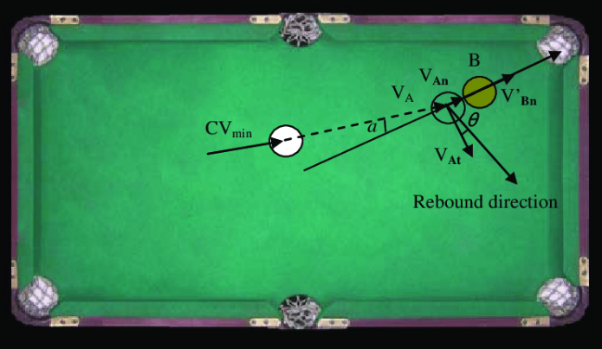 B
V_An
V_A
V'_Bn
CV_min
a
θ
V_At
Rebound direction